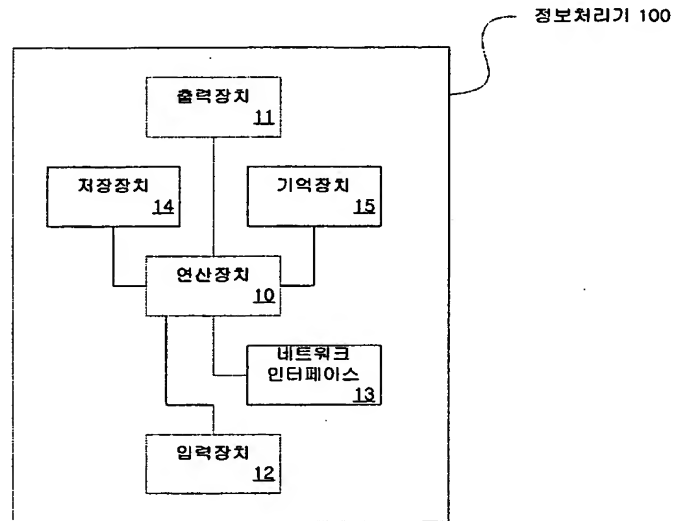 정보처리기 100
출력장치
11
저장장치
14
기억장치
15
연산장치
10
네트워크
인터페이스
13
입력장치
12